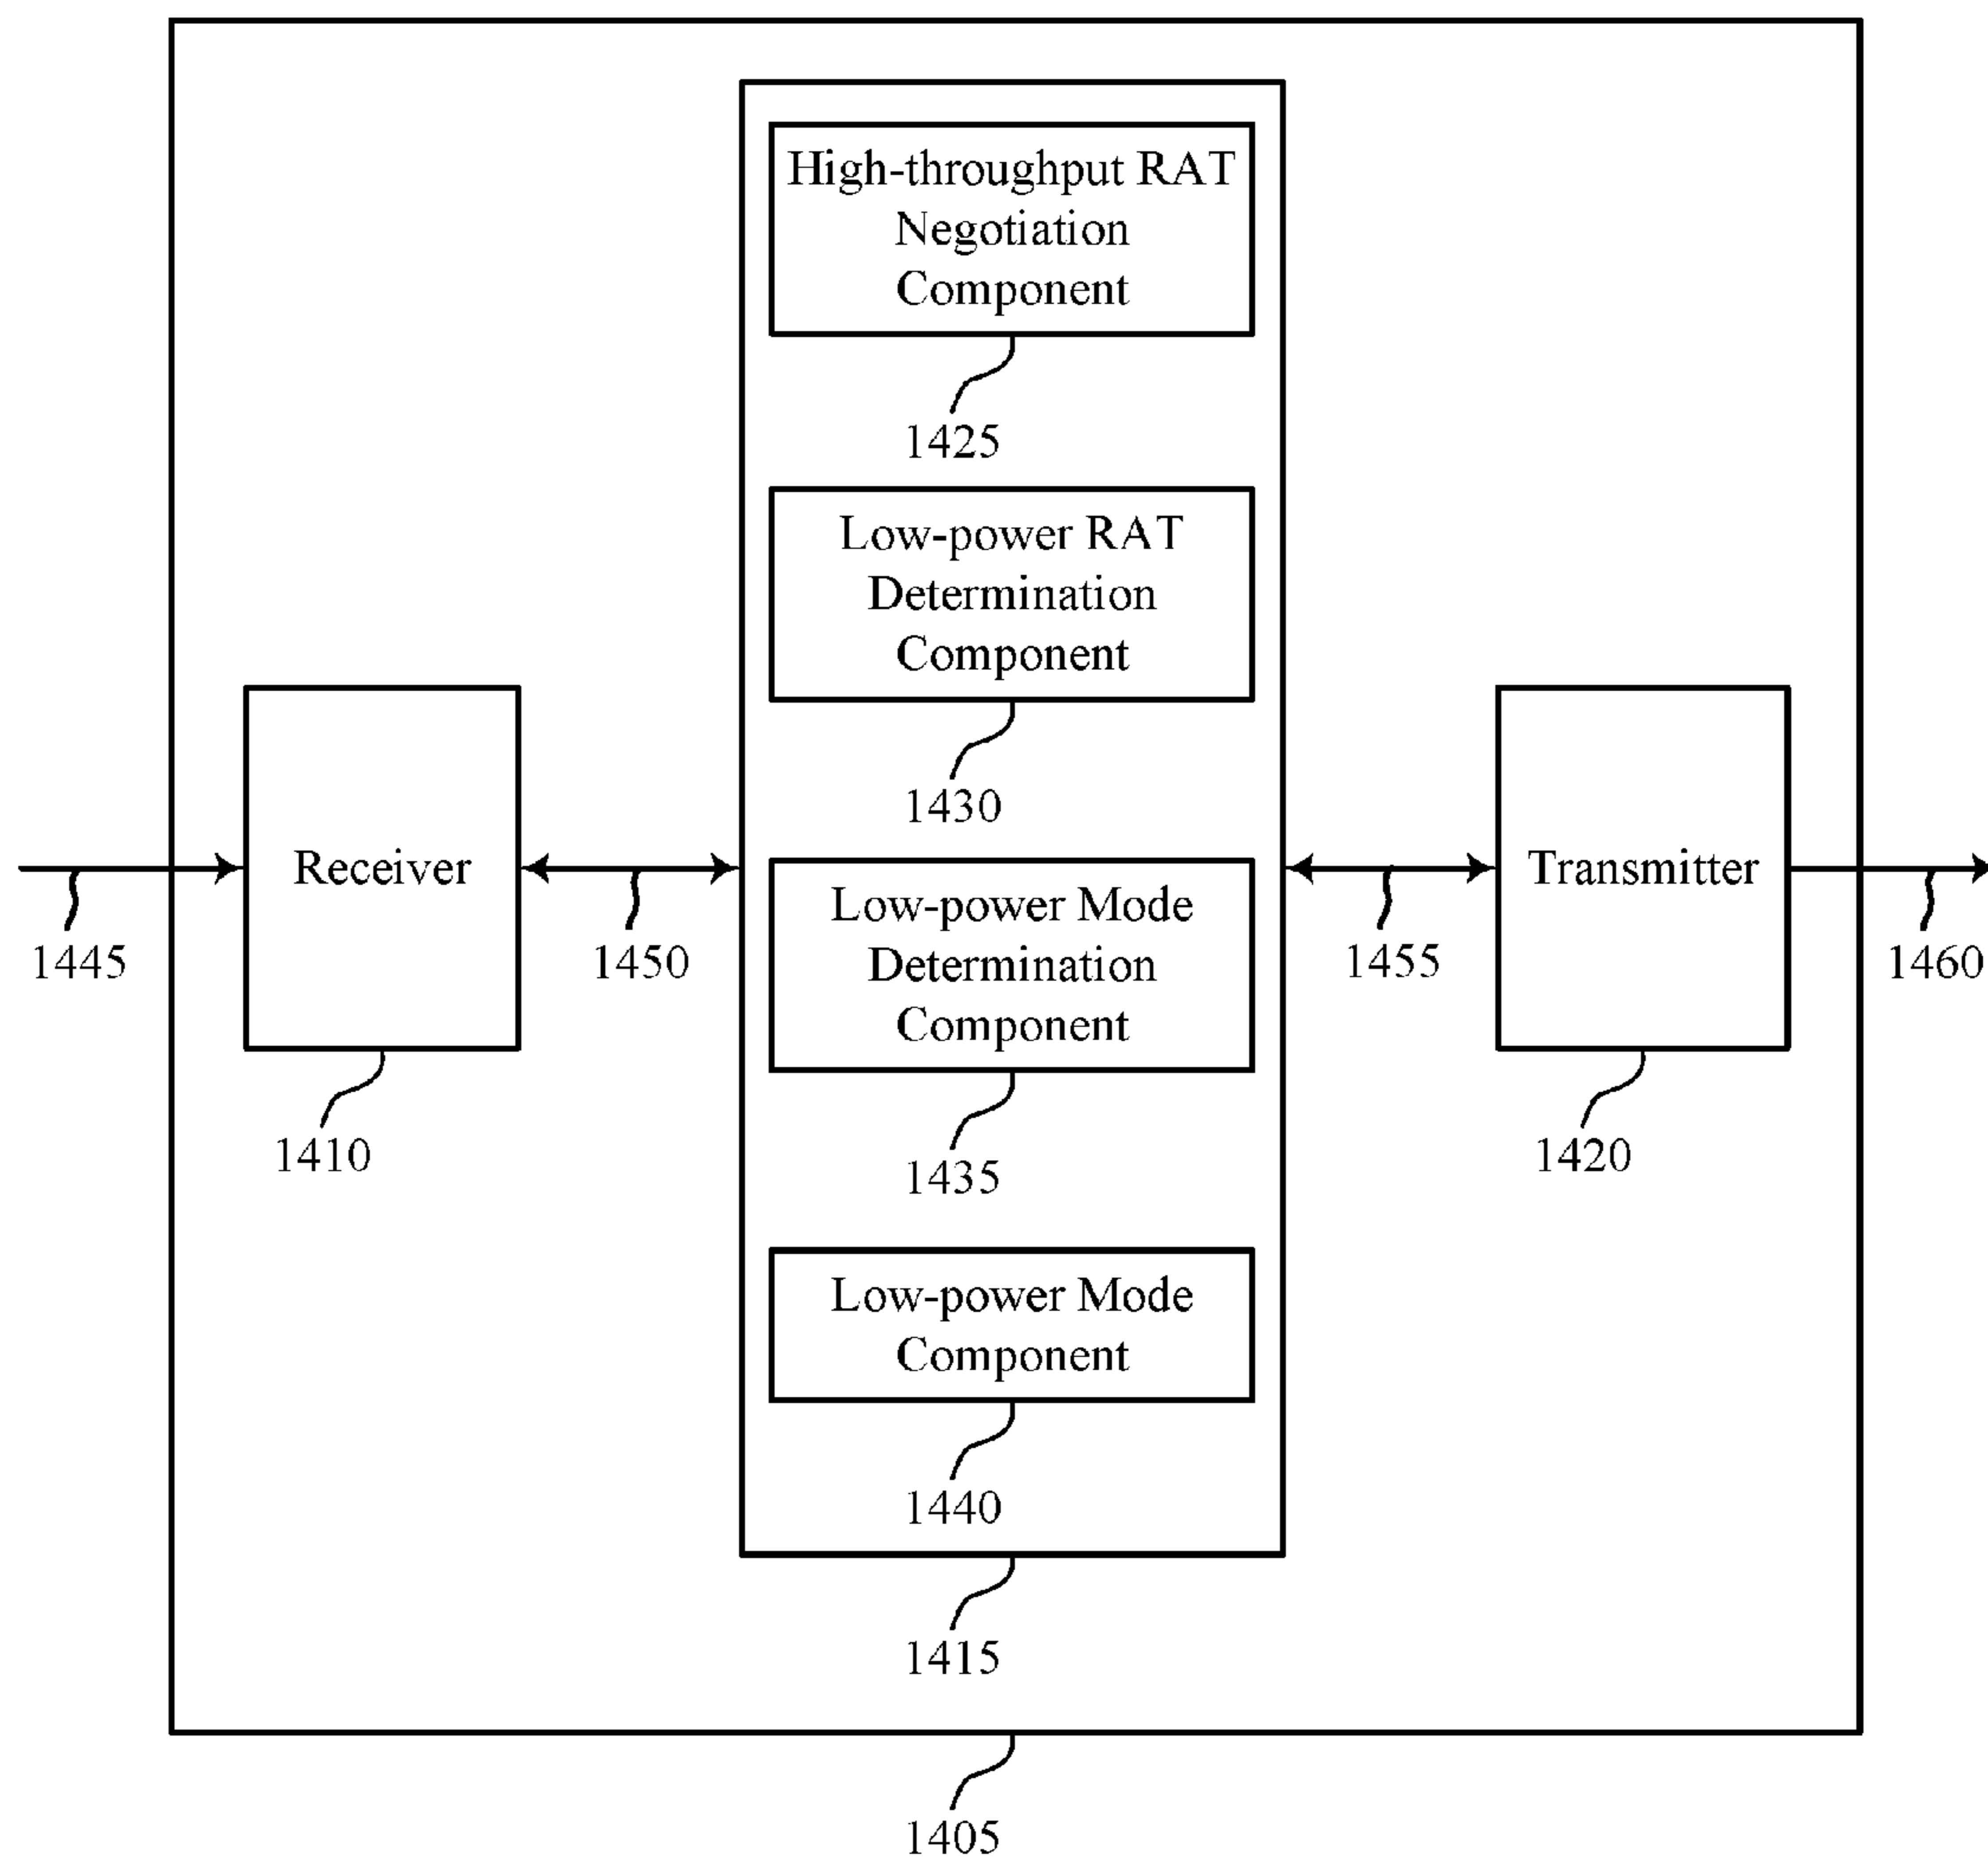 High-throughput RAT
Negotiation
Component
1425
Low-power RAT
Determination
Component
1430
Receiver
Low-power Mode
Determination
Component
Transmitter
1445
1450
1455
1460
1410
1435
1420
Low-power Mode
Component
1440
1415
1405